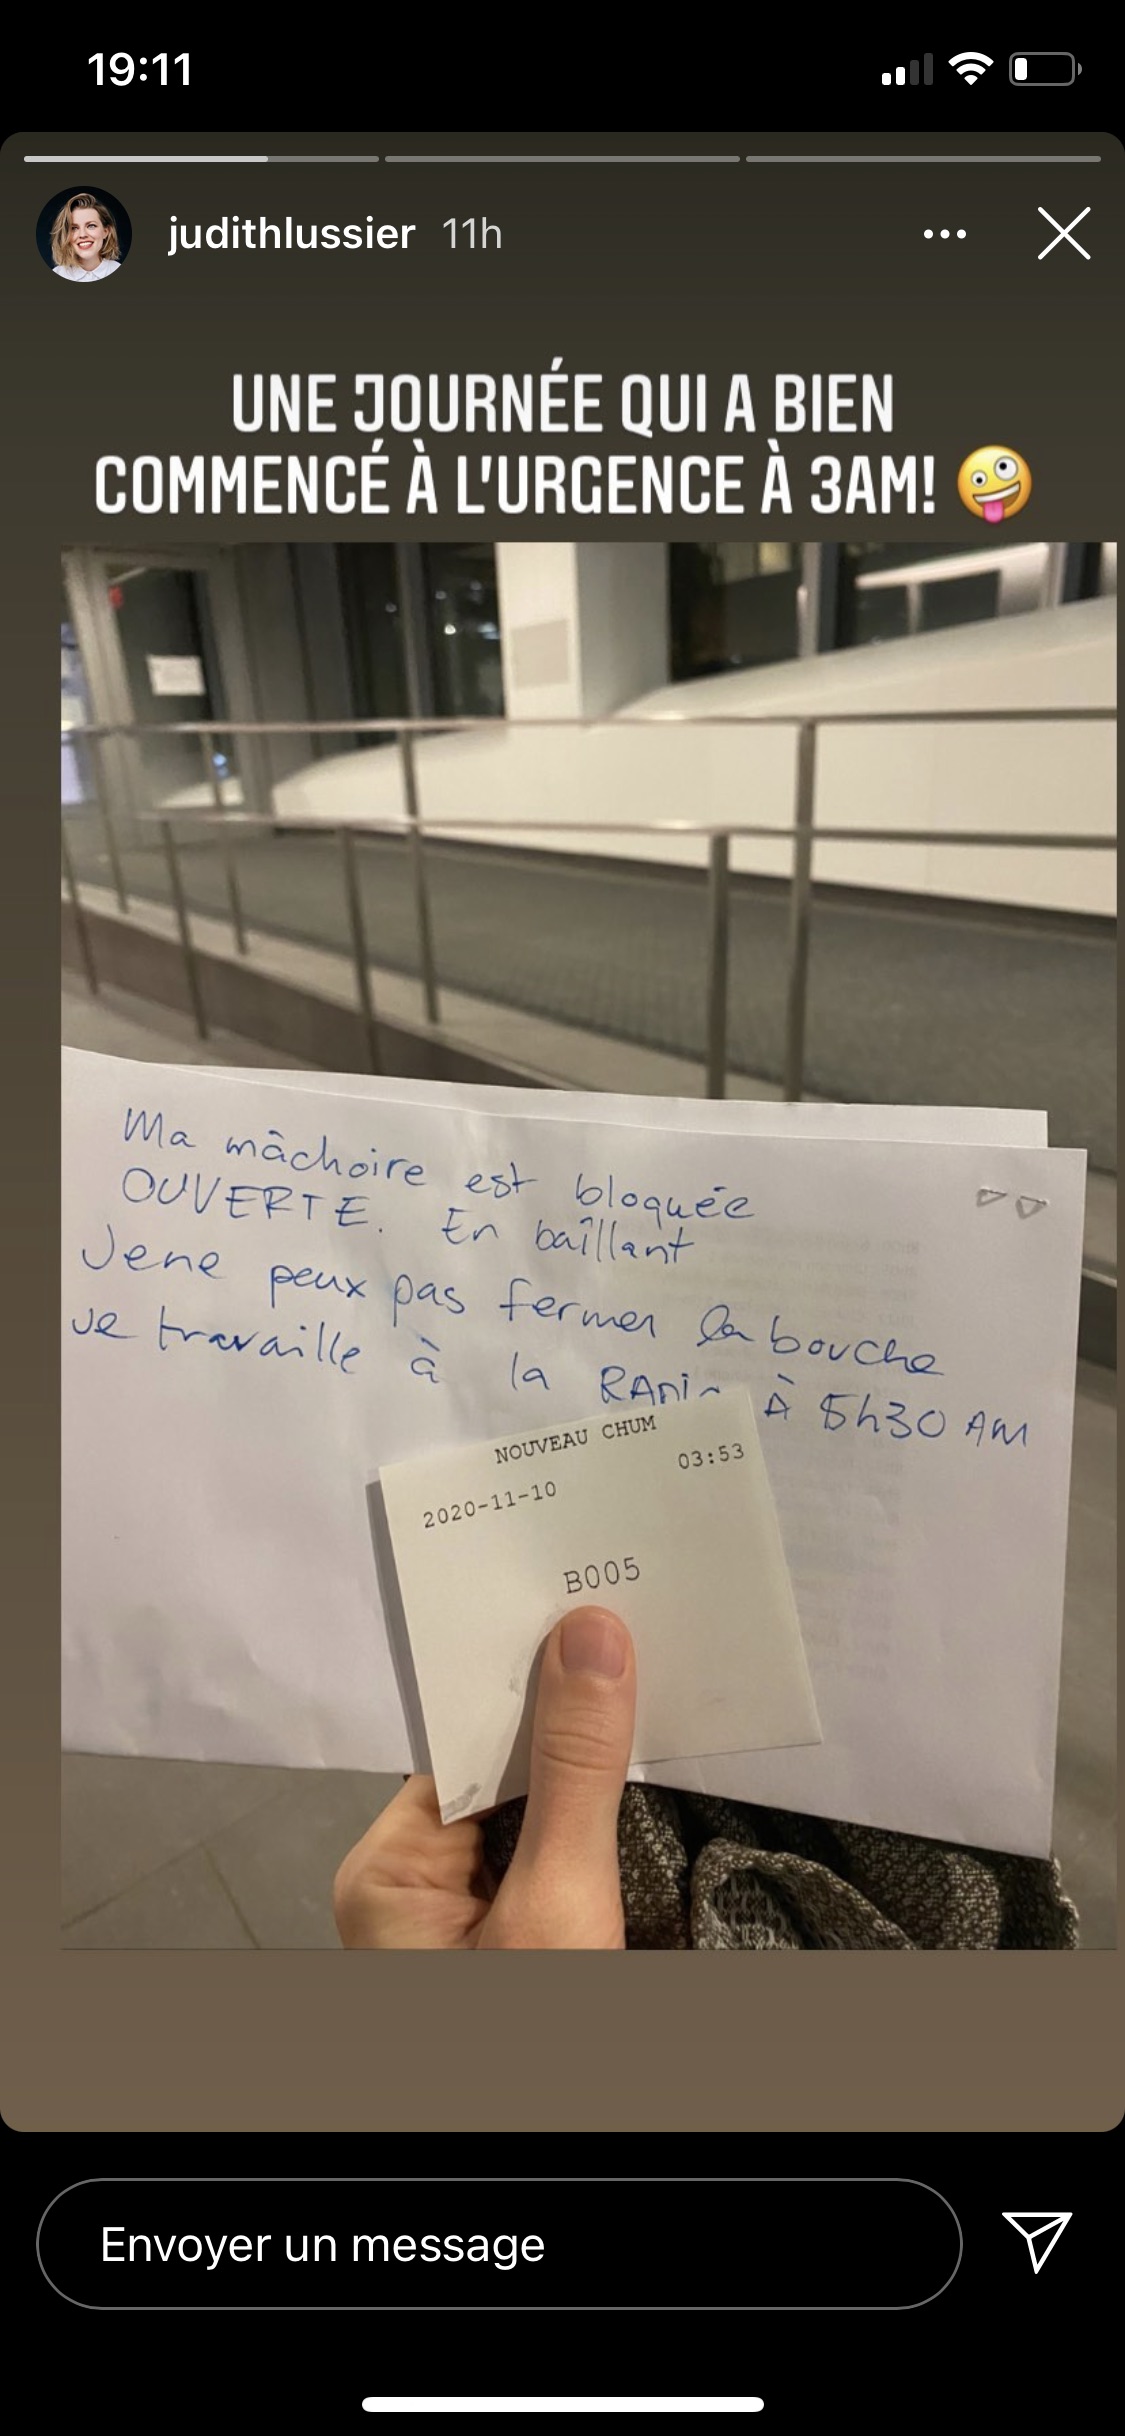 19:11
judithlussier 11h
UNE JOURNÉE QUI A BIEN
COMMENCÉ À L'URGENCE À 3AM! 🤪
Ma mâchoire est bloquée
OUVERTE. En baîllant
Je ne peux pas fermer la bouche
Je travaille à la RADio À 5h30 AM
NOUVEAU CHUM
2020-11-10 03:53
B005
Envoyer un message